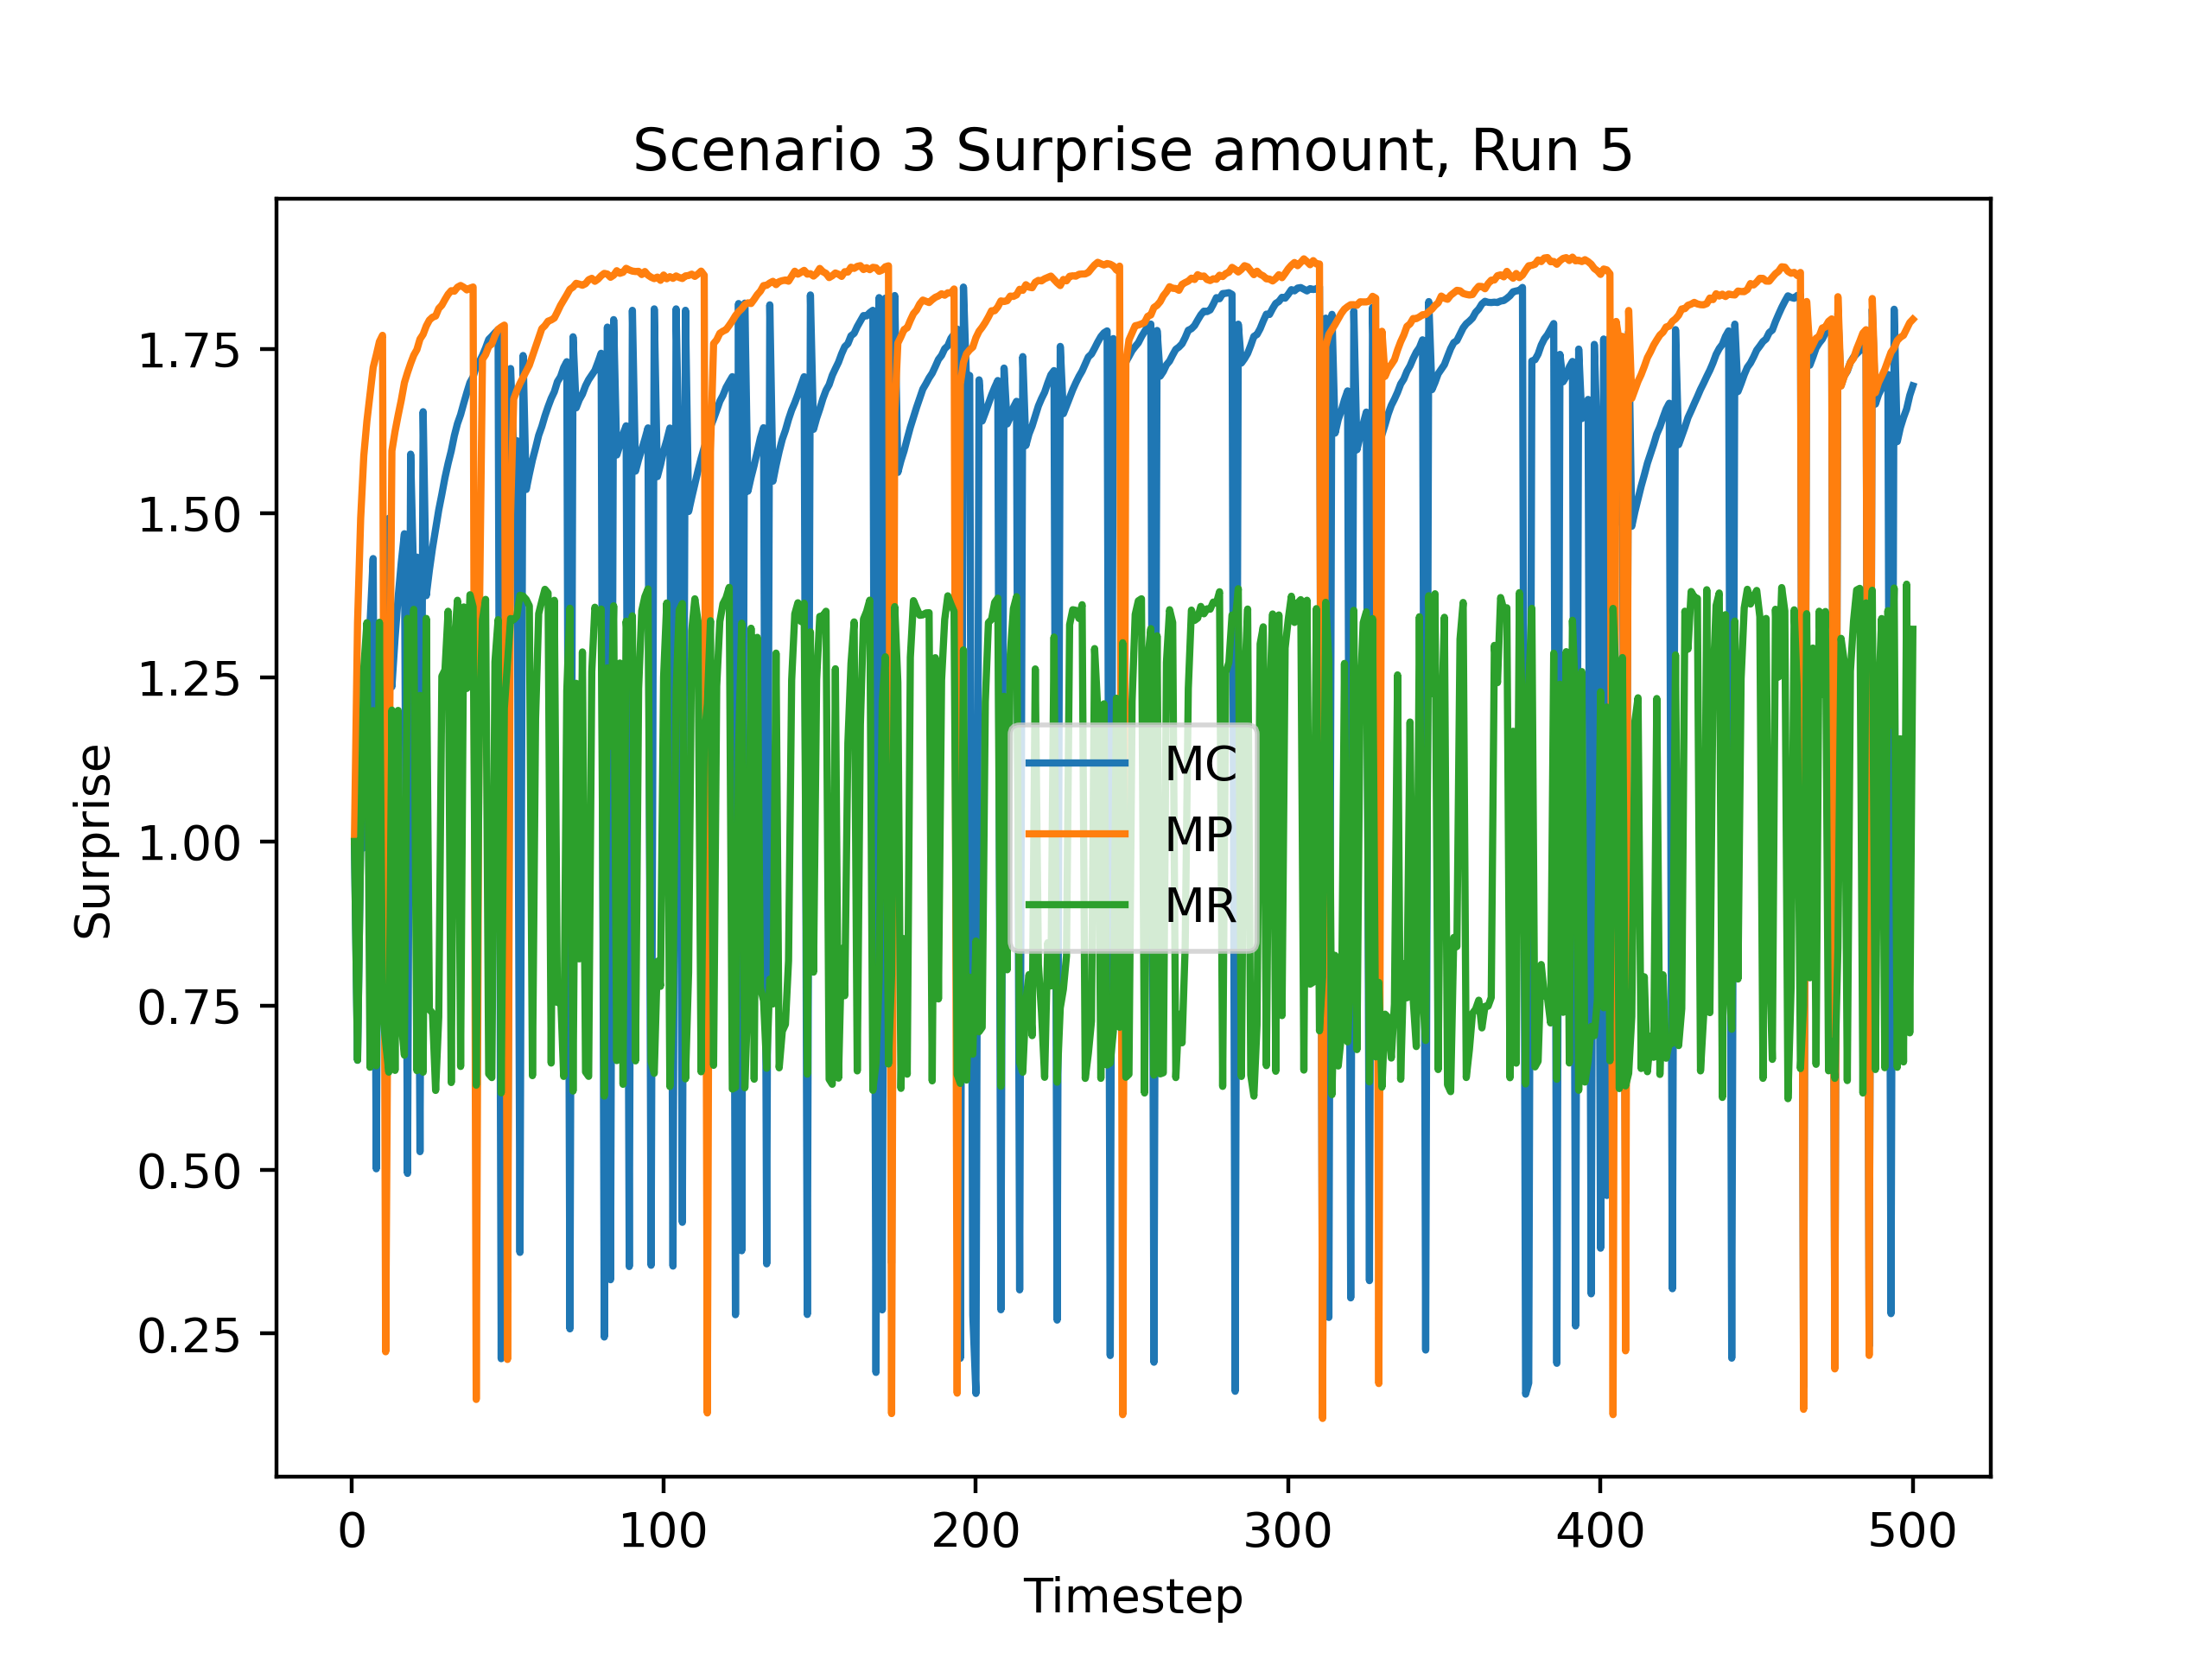 Scenario 3 Surprise amount, Run 5
Surprise
1.75
1.50
1.25
1.00
0.75
0.50
0.25
MC
MP
MR
0 100 200 300 400 500
Timestep